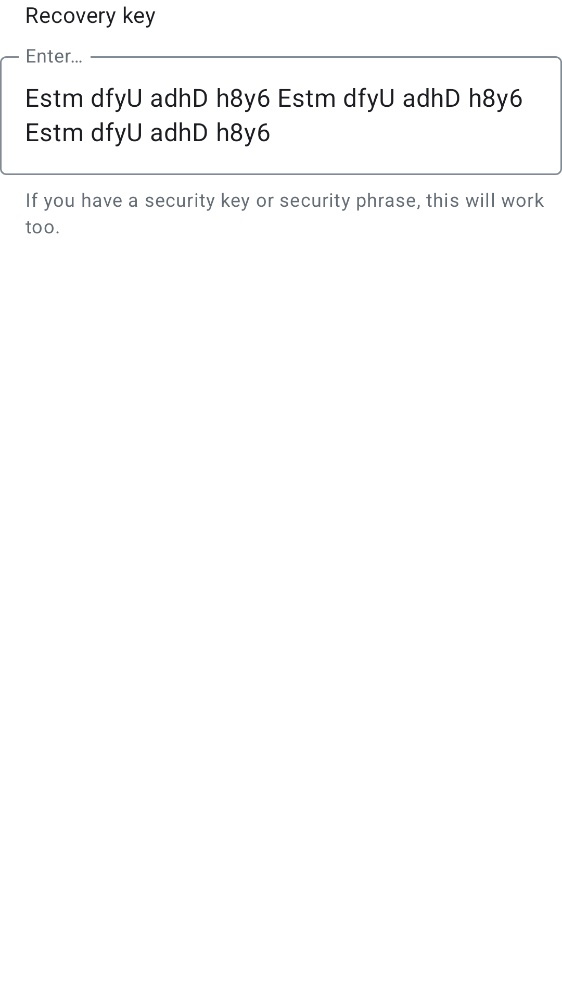 Recovery key
Enter…
Estm dfyU adhD h8y6 Estm dfyU adhD h8y6
Estm dfyU adhD h8y6
If you have a security key or security phrase, this will work
too.